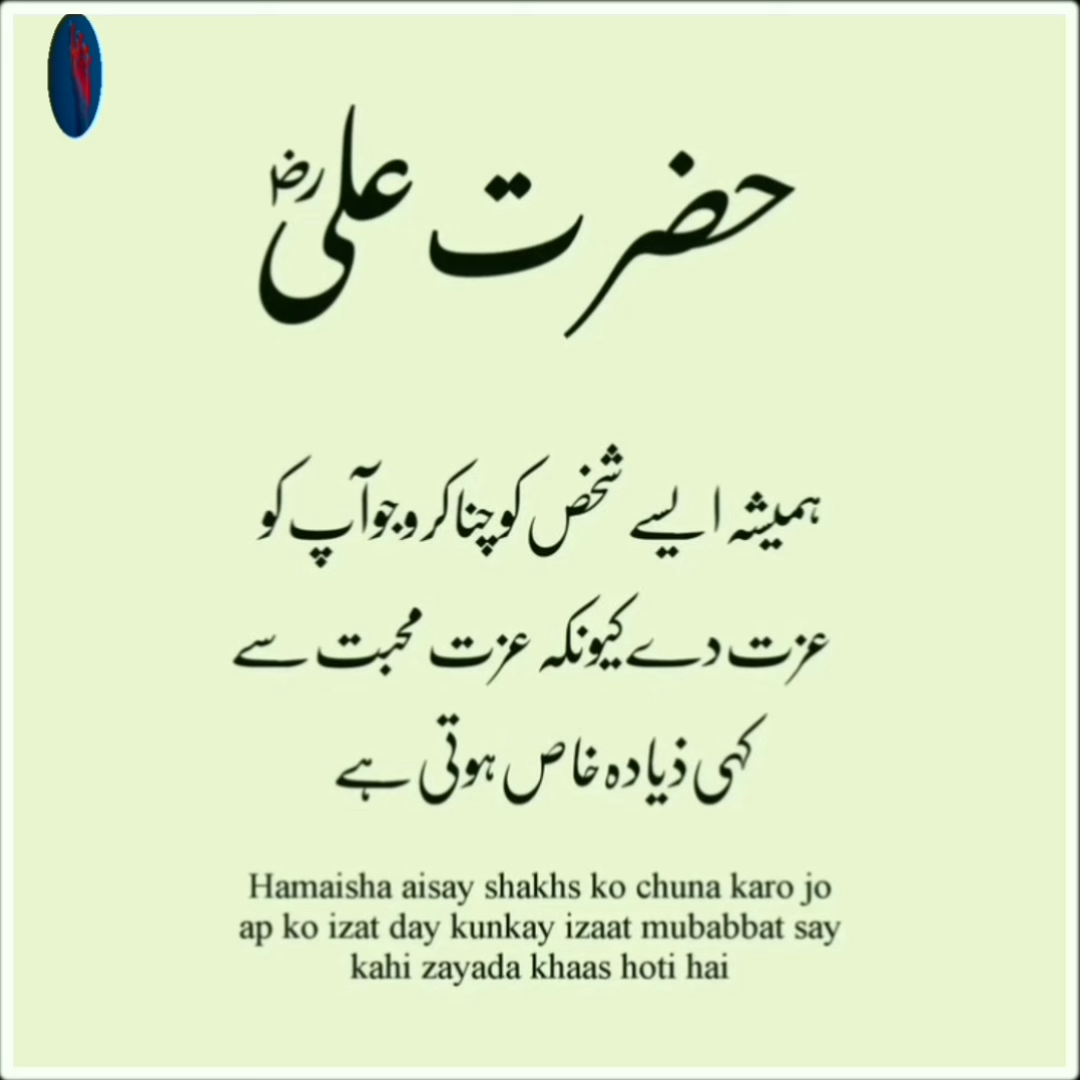 حضرت علیؓ
ہمیشہ ایسے شخص کو چنا کرو جو آپ کو
عزت دے کیونکہ عزت محبت سے
کہی ذیادہ خاص ہوتی ہے
Hamaisha aisay shakhs ko chuna karo jo
ap ko izat day kunkay izaat mubabbat say
kahi zayada khaas hoti hai